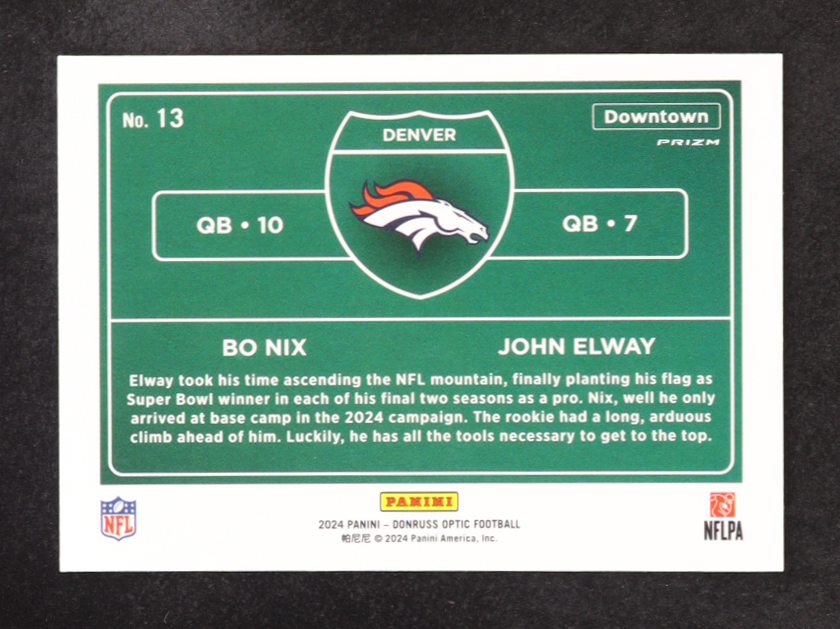 No. 13
Downtown
PRIZM
DENVER
QB • 10
QB • 7
BO NIX
JOHN ELWAY
Elway took his time ascending the NFL mountain, finally planting his flag as
Super Bowl winner in each of his final two seasons as a pro. Nix, well he only
arrived at base camp in the 2024 campaign. The rookie had a long, arduous
climb ahead of him. Luckily, he has all the tools necessary to get to the top.
NFL
PANINI
NFLPA
2024 PANINI – DONRUSS OPTIC FOOTBALL
帕尼尼 © 2024 Panini America, Inc.